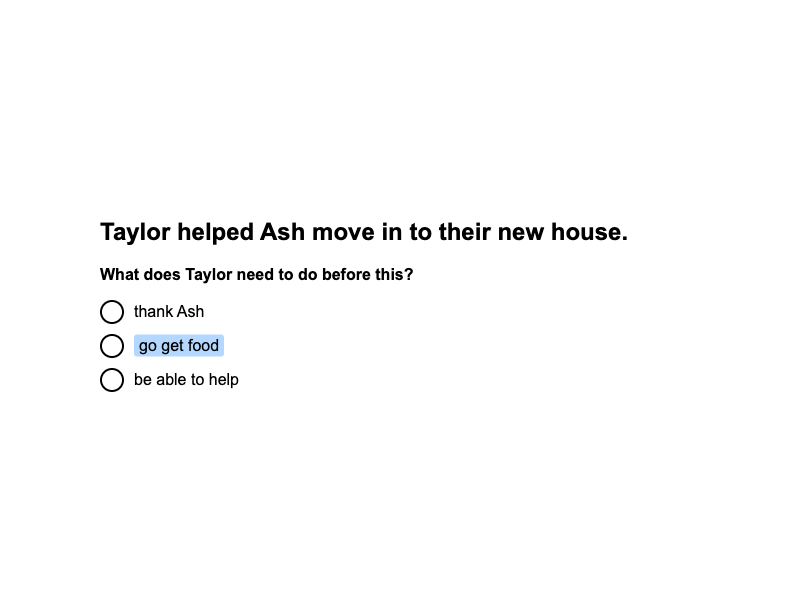 Taylor helped Ash move in to their new house.
What does Taylor need to do before this?
thank Ash
go get food
be able to help